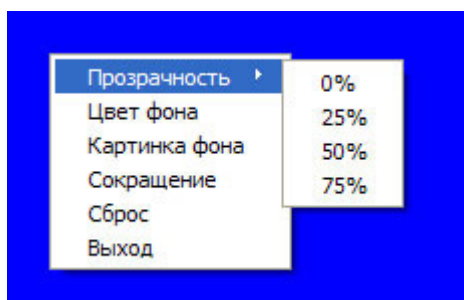 Прозрачность
Цвет фона
Картинка фона
Сокращение
Сброс
Выход
0%
25%
50%
75%